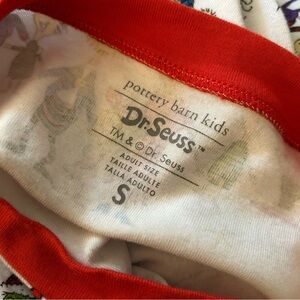 pottery barn kids
Dr. Seuss™
TM & © Dr. Seuss
ADULT SIZE
TAILLE ADULTE
TALLA ADULTO
S